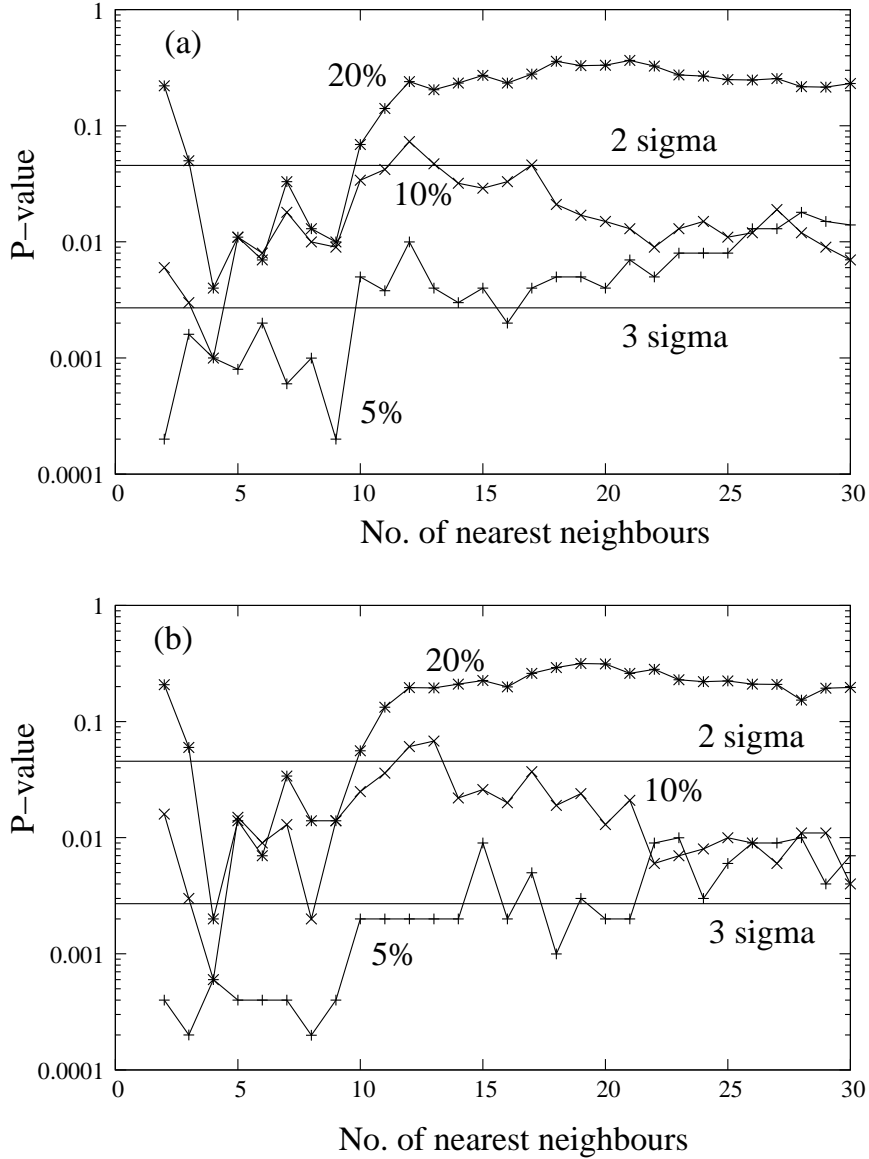 (a)
1
20%
0.1
2 sigma
10%
P-value
0.01
3 sigma
0.001
5%
0.0001
0 5 10 15 20 25 30
No. of nearest neighbours
1
(b)
20%
0.1
2 sigma
10%
P-value
0.01
3 sigma
5%
0.001
0.0001
0 5 10 15 20 25 30
No. of nearest neighbours